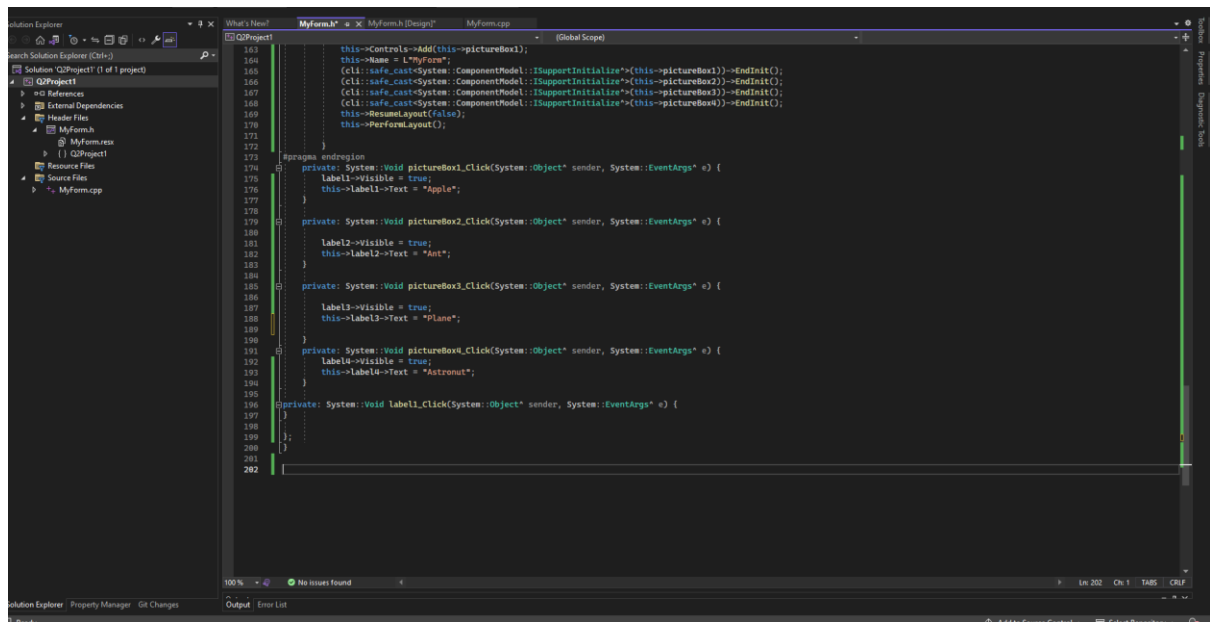 Solution Explorer
Search Solution Explorer (Ctrl+;)
Solution 'Q2Project1' (1 of 1 project)
Q2Project1
References
External Dependencies
Header Files
MyForm.h
MyForm.resx
{ } Q2Project1
Resource Files
Source Files
++ MyForm.cpp
Solution Explorer Property Manager Git Changes
What's New? MyForm.h* MyForm.h [Design]* MyForm.cpp
Q2Project1 (Global Scope)
163 this->Controls->Add(this->pictureBox1);
164 this->Name = L"MyForm";
165 (cli::safe_cast<System::ComponentModel::ISupportInitialize^>(this->pictureBox1))->EndInit();
166 (cli::safe_cast<System::ComponentModel::ISupportInitialize^>(this->pictureBox2))->EndInit();
167 (cli::safe_cast<System::ComponentModel::ISupportInitialize^>(this->pictureBox3))->EndInit();
168 (cli::safe_cast<System::ComponentModel::ISupportInitialize^>(this->pictureBox4))->EndInit();
169 this->ResumeLayout(false);
170 this->PerformLayout();
171
172 }
173 #pragma endregion
174 private: System::Void pictureBox1_Click(System::Object^ sender, System::EventArgs^ e) {
175 label1->Visible = true;
176 this->label1->Text = "Apple";
177 }
178
179 private: System::Void pictureBox2_Click(System::Object^ sender, System::EventArgs^ e) {
180
181 label2->Visible = true;
182 this->label2->Text = "Ant";
183 }
184
185 private: System::Void pictureBox3_Click(System::Object^ sender, System::EventArgs^ e) {
186
187 label3->Visible = true;
188 this->label3->Text = "Plane";
189
190 }
191 private: System::Void pictureBox4_Click(System::Object^ sender, System::EventArgs^ e) {
192 label4->Visible = true;
193 this->label4->Text = "Astronut";
194 }
195
196 private: System::Void label1_Click(System::Object^ sender, System::EventArgs^ e) {
197 }
198
199 };
200 }
201
202
100 % No issues found Ln: 202 Ch: 1 TABS CRLF
Output Error List
Toolbox
Properties
Diagnostic Tools